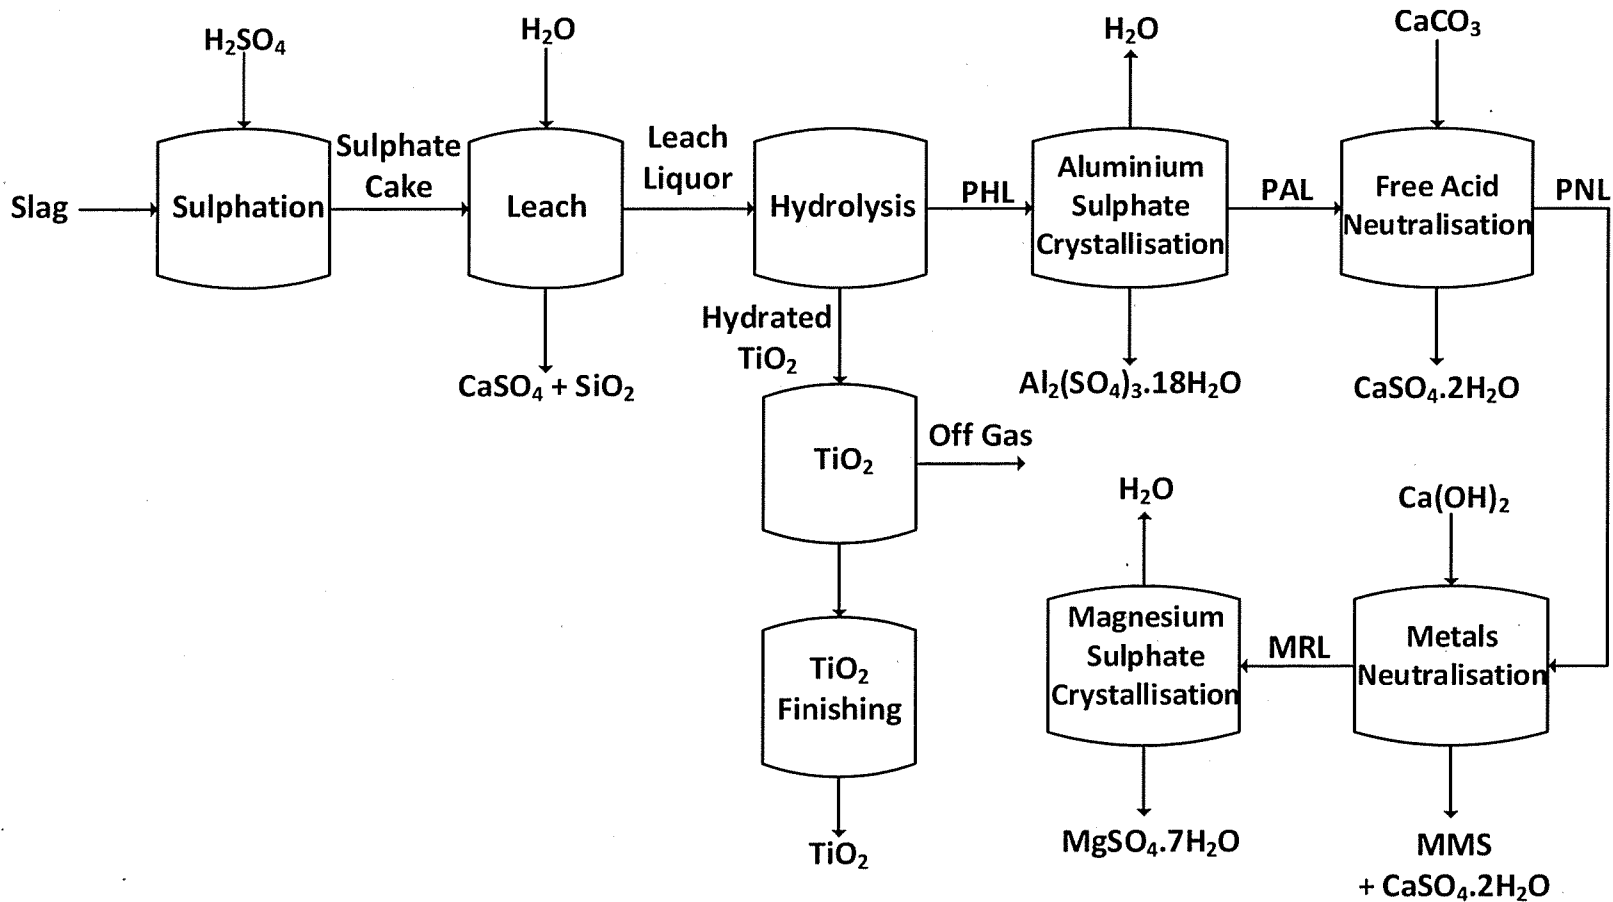 H₂SO₄
H₂O
H₂O
CaCO₃
Slag
Sulphation
Sulphate
Cake
Leach
Leach
Liquor
Hydrolysis
PHL
Aluminium
Sulphate
Crystallisation
PAL
Free Acid
Neutralisation
PNL
CaSO₄ + SiO₂
Hydrated
TiO₂
Al₂(SO₄)₃.18H₂O
CaSO₄.2H₂O
TiO₂
Off Gas
H₂O
Ca(OH)₂
TiO₂
Finishing
Magnesium
Sulphate
Crystallisation
MRL
Metals
Neutralisation
TiO₂
MgSO₄.7H₂O
MMS
+ CaSO₄.2H₂O